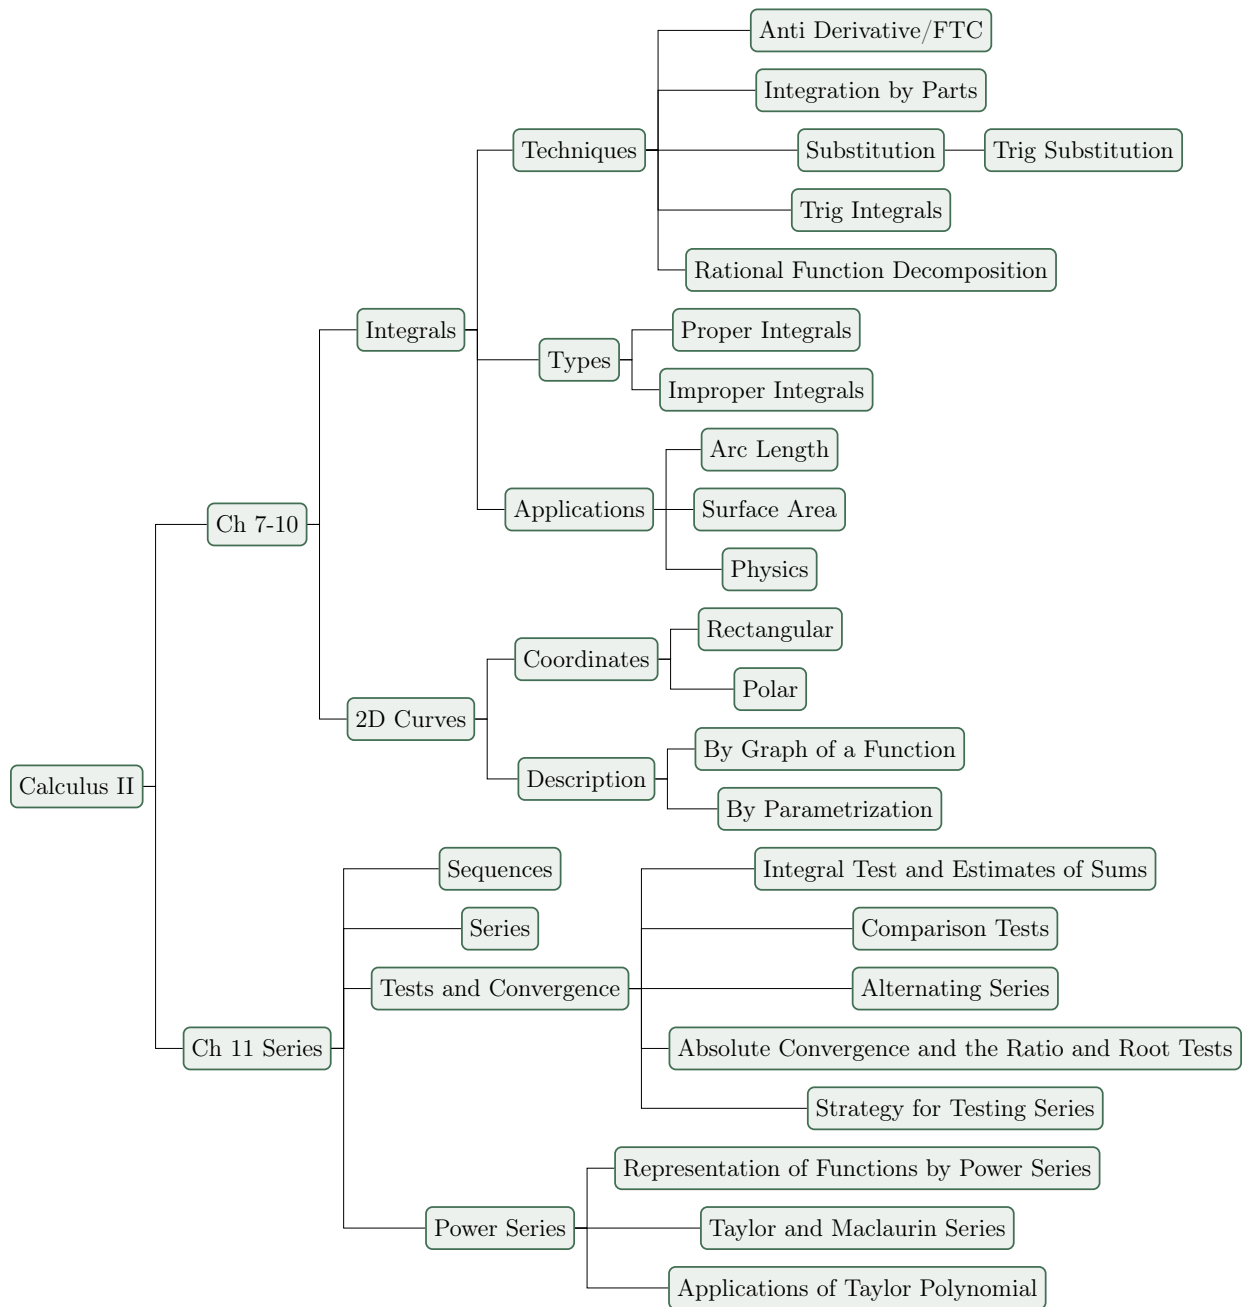 Anti Derivative/FTC
Integration by Parts
Techniques
Substitution
Trig Substitution
Trig Integrals
Rational Function Decomposition
Integrals
Proper Integrals
Types
Improper Integrals
Arc Length
Applications
Surface Area
Ch 7-10
Physics
Rectangular
Coordinates
Polar
2D Curves
By Graph of a Function
Description
Calculus II
By Parametrization
Sequences
Integral Test and Estimates of Sums
Series
Comparison Tests
Tests and Convergence
Alternating Series
Ch 11 Series
Absolute Convergence and the Ratio and Root Tests
Strategy for Testing Series
Representation of Functions by Power Series
Power Series
Taylor and Maclaurin Series
Applications of Taylor Polynomial